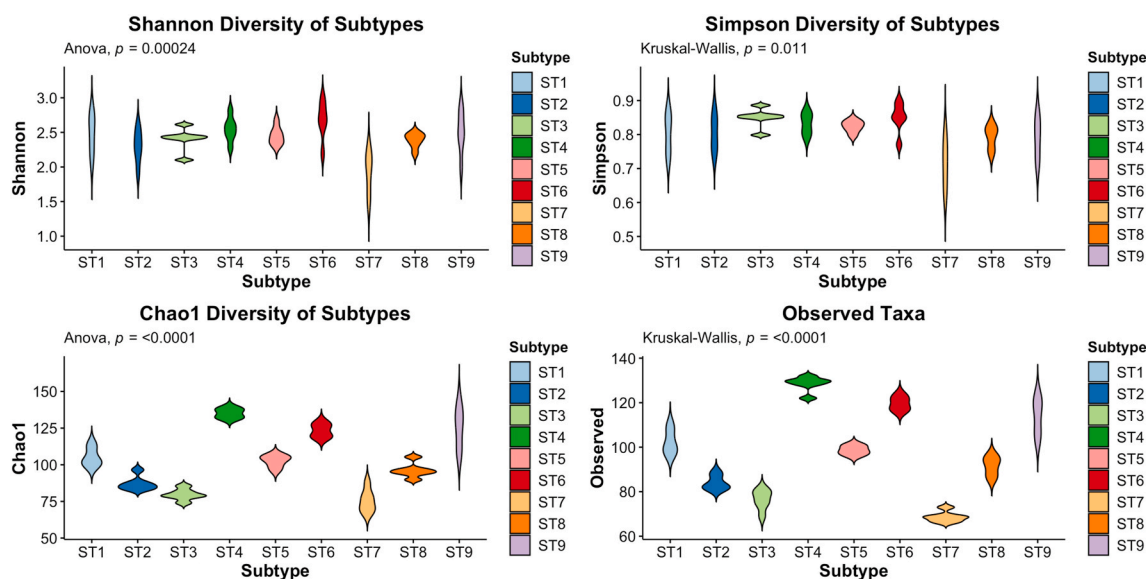 Shannon Diversity of Subtypes
Anova, p = 0.00024
Shannon
3.0
2.5
2.0
1.5
1.0
ST1 ST2 ST3 ST4 ST5 ST6 ST7 ST8 ST9
Subtype
Subtype
ST1
ST2
ST3
ST4
ST5
ST6
ST7
ST8
ST9
Simpson Diversity of Subtypes
Kruskal-Wallis, p = 0.011
Simpson
0.9
0.8
0.7
0.6
0.5
ST1 ST2 ST3 ST4 ST5 ST6 ST7 ST8 ST9
Subtype
Subtype
ST1
ST2
ST3
ST4
ST5
ST6
ST7
ST8
ST9
Chao1 Diversity of Subtypes
Anova, p = <0.0001
Chao1
150
125
100
75
50
ST1 ST2 ST3 ST4 ST5 ST6 ST7 ST8 ST9
Subtype
Subtype
ST1
ST2
ST3
ST4
ST5
ST6
ST7
ST8
ST9
Observed Taxa
Kruskal-Wallis, p = <0.0001
Observed
140
120
100
80
60
ST1 ST2 ST3 ST4 ST5 ST6 ST7 ST8 ST9
Subtype
Subtype
ST1
ST2
ST3
ST4
ST5
ST6
ST7
ST8
ST9